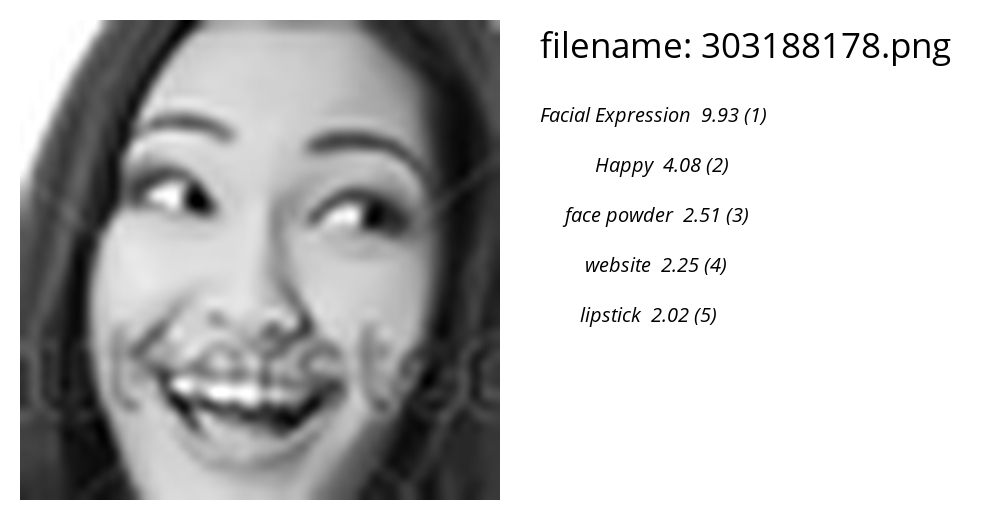 filename: 303188178.png
Facial Expression 9.93 (1)
Happy 4.08 (2)
face powder 2.51 (3)
website 2.25 (4)
lipstick 2.02 (5)